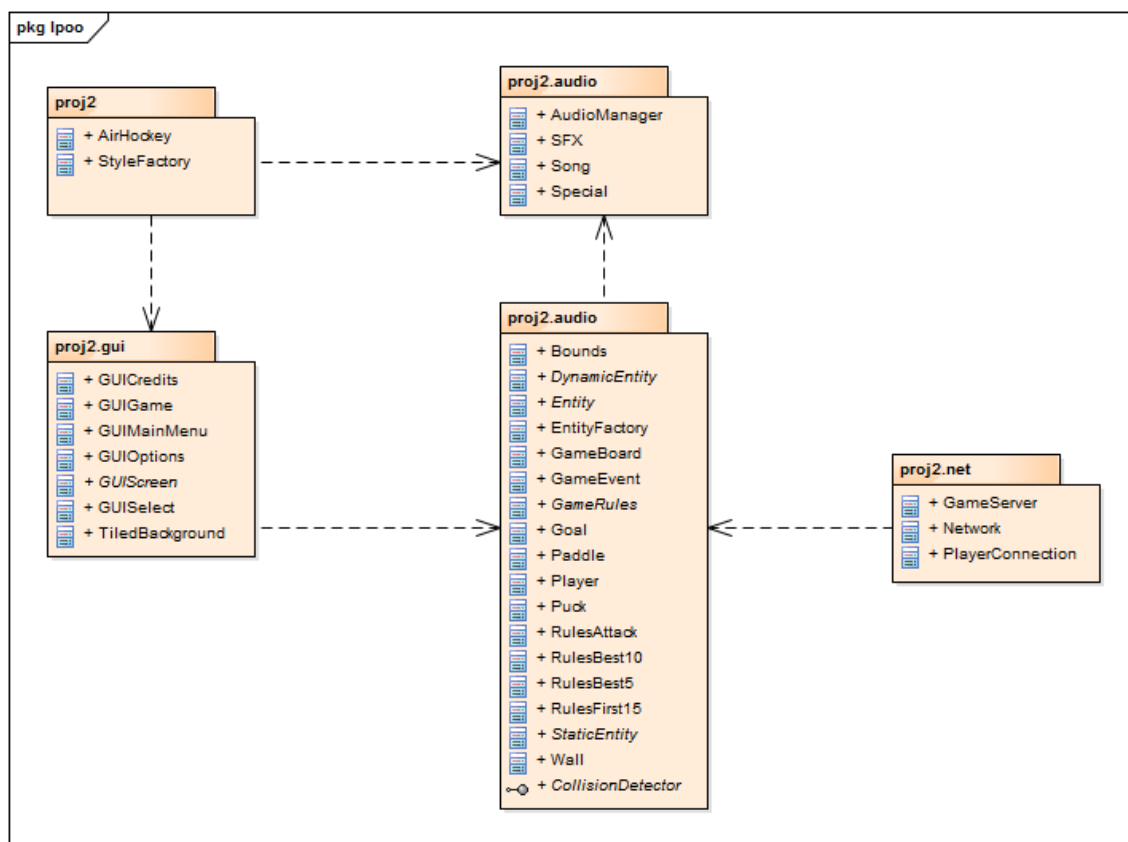 pkg lpoo
proj2
+ AirHockey
+ StyleFactory
proj2.audio
+ AudioManager
+ SFX
+ Song
+ Special
proj2.gui
+ GUICredits
+ GUIGame
+ GUIMainMenu
+ GUIOptions
+ GUIScreen
+ GUISelect
+ TiledBackground
proj2.audio
+ Bounds
+ DynamicEntity
+ Entity
+ EntityFactory
+ GameBoard
+ GameEvent
+ GameRules
+ Goal
+ Paddle
+ Player
+ Puck
+ RulesAttack
+ RulesBest10
+ RulesBest5
+ RulesFirst15
+ StaticEntity
+ Wall
+ CollisionDetector
proj2.net
+ GameServer
+ Network
+ PlayerConnection